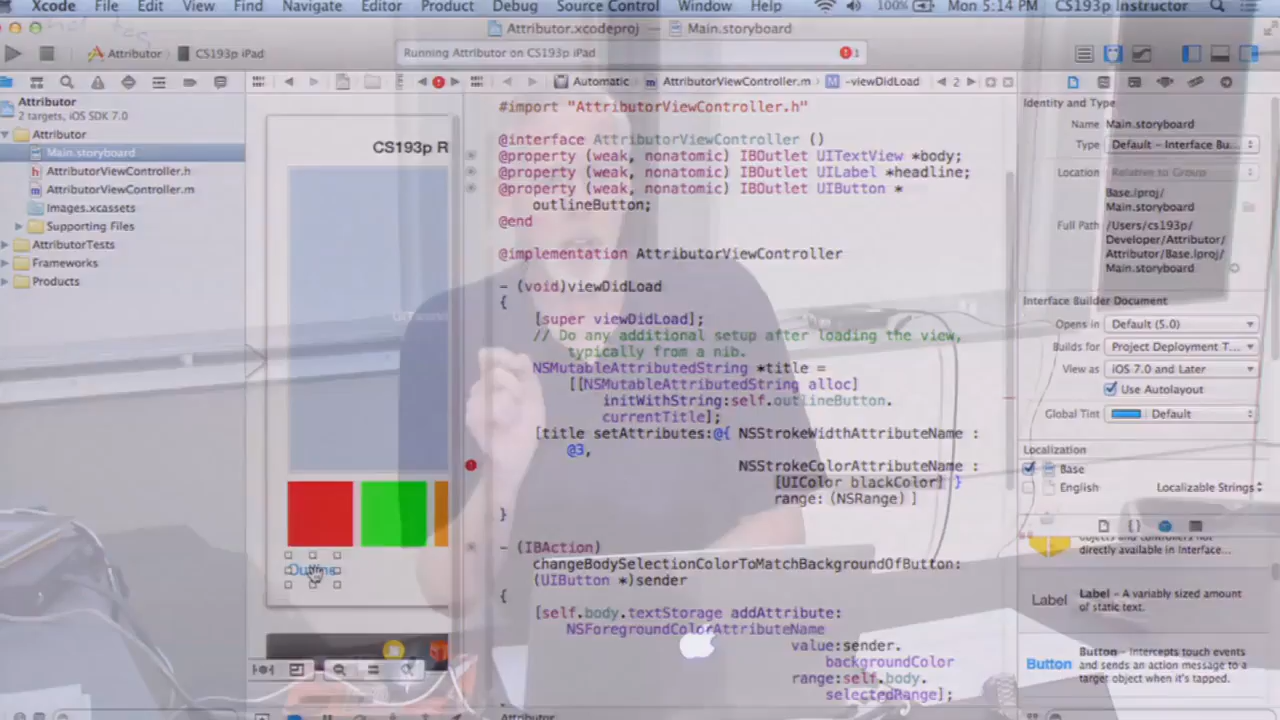 Xcode File Edit View Find Navigate Editor Product Debug Source Control Window Help 100% Mon 5:14 PM CS193p Instructor
Attributor.xcodeproj — Main.storyboard
Attributor CS193p iPad
Running Attributor on CS193p iPad
1
Automatic AttributorViewController.m -viewDidLoad 2
Attributor
2 targets, iOS SDK 7.0
Attributor
Main.storyboard
AttributorViewController.h
AttributorViewController.m
Images.xcassets
Supporting Files
AttributorTests
Frameworks
Products
CS193p R
Outline
#import "AttributorViewController.h"
@interface AttributorViewController ()
@property (weak, nonatomic) IBOutlet UITextView *body;
@property (weak, nonatomic) IBOutlet UILabel *headline;
@property (weak, nonatomic) IBOutlet UIButton *
outlineButton;
@end
@implementation AttributorViewController
- (void)viewDidLoad
{
[super viewDidLoad];
// Do any additional setup after loading the view,
typically from a nib.
NSMutableAttributedString *title =
[[NSMutableAttributedString alloc]
initWithString:self.outlineButton.
currentTitle];
[title setAttributes:@{ NSStrokeWidthAttributeName :
@3,
NSStrokeColorAttributeName :
[UIColor blackColor] }
range: (NSRange) ]
}
- (IBAction)
changeBodySelectionColorToMatchBackgroundOfButton:
(UIButton *)sender
{
[self.body.textStorage addAttribute:
NSForegroundColorAttributeName
value:sender.
backgroundColor
range:self.body.
selectedRange];
Attributor
Identity and Type
Name Main.storyboard
Type Default - Interface Bu...
Location Relative to Group
Base.lproj/
Main.storyboard
Full Path /Users/cs193p/
Developer/Attributor/
Attributor/Base.lproj/
Main.storyboard
Interface Builder Document
Opens in Default (5.0)
Builds for Project Deployment T...
View as iOS 7.0 and Later
Use Autolayout
Global Tint Default
Localization
Base
English Localizable Strings
objects and controllers not
directly available in Interface...
Label Label - A variably sized amount
of static text.
Button Button - Intercepts touch events
and sends an action message to a
target object when it's tapped.